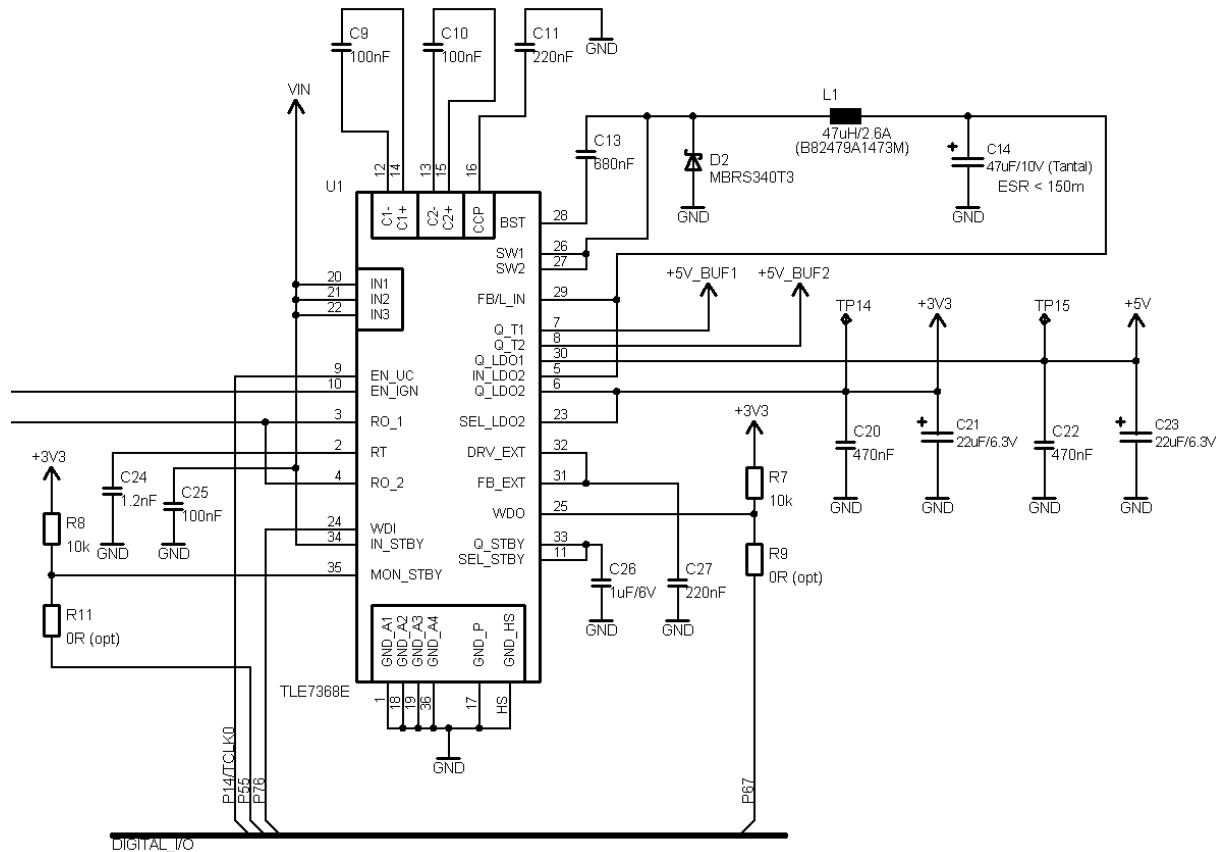 C9
100nF
C10
100nF
C11
220nF
GND
VIN
L1
47uH/2.6A
(B82479A1473M)
C13
680nF
D2
MBRS340T3
GND
C14
47uF/10V (Tantal)
ESR < 150m
GND
12
14
13
15
16
U1
C1-
C1+
C2-
C2+
CCP
BST
28
SW1
26
SW2
27
20
IN1
21
IN2
22
IN3
FB/L_IN
29
+5V_BUF1
+5V_BUF2
Q_T1
7
Q_T2
8
Q_LDO1
30
IN_LDO2
5
Q_LDO2
6
TP14
+3V3
TP15
+5V
9
EN_UC
10
EN_IGN
3
RO_1
SEL_LDO2
23
2
RT
DRV_EXT
32
4
RO_2
FB_EXT
31
WDO
25
24
WDI
34
IN_STBY
Q_STBY
33
SEL_STBY
11
35
MON_STBY
+3V3
C20
470nF
GND
C21
22uF/6.3V
GND
C22
470nF
GND
C23
22uF/6.3V
GND
+3V3
R8
10k
C24
1.2nF
GND
C25
100nF
GND
R7
10k
R9
0R (opt)
R11
0R (opt)
C26
1uF/6V
GND
C27
220nF
GND
GND_A1
GND_A2
GND_A3
GND_A4
GND_P
GND_HS
TLE7368E
1
18
19
36
17
HS
GND
P14/TCLK0
P55
P76
P67
DIGITAL_I/O